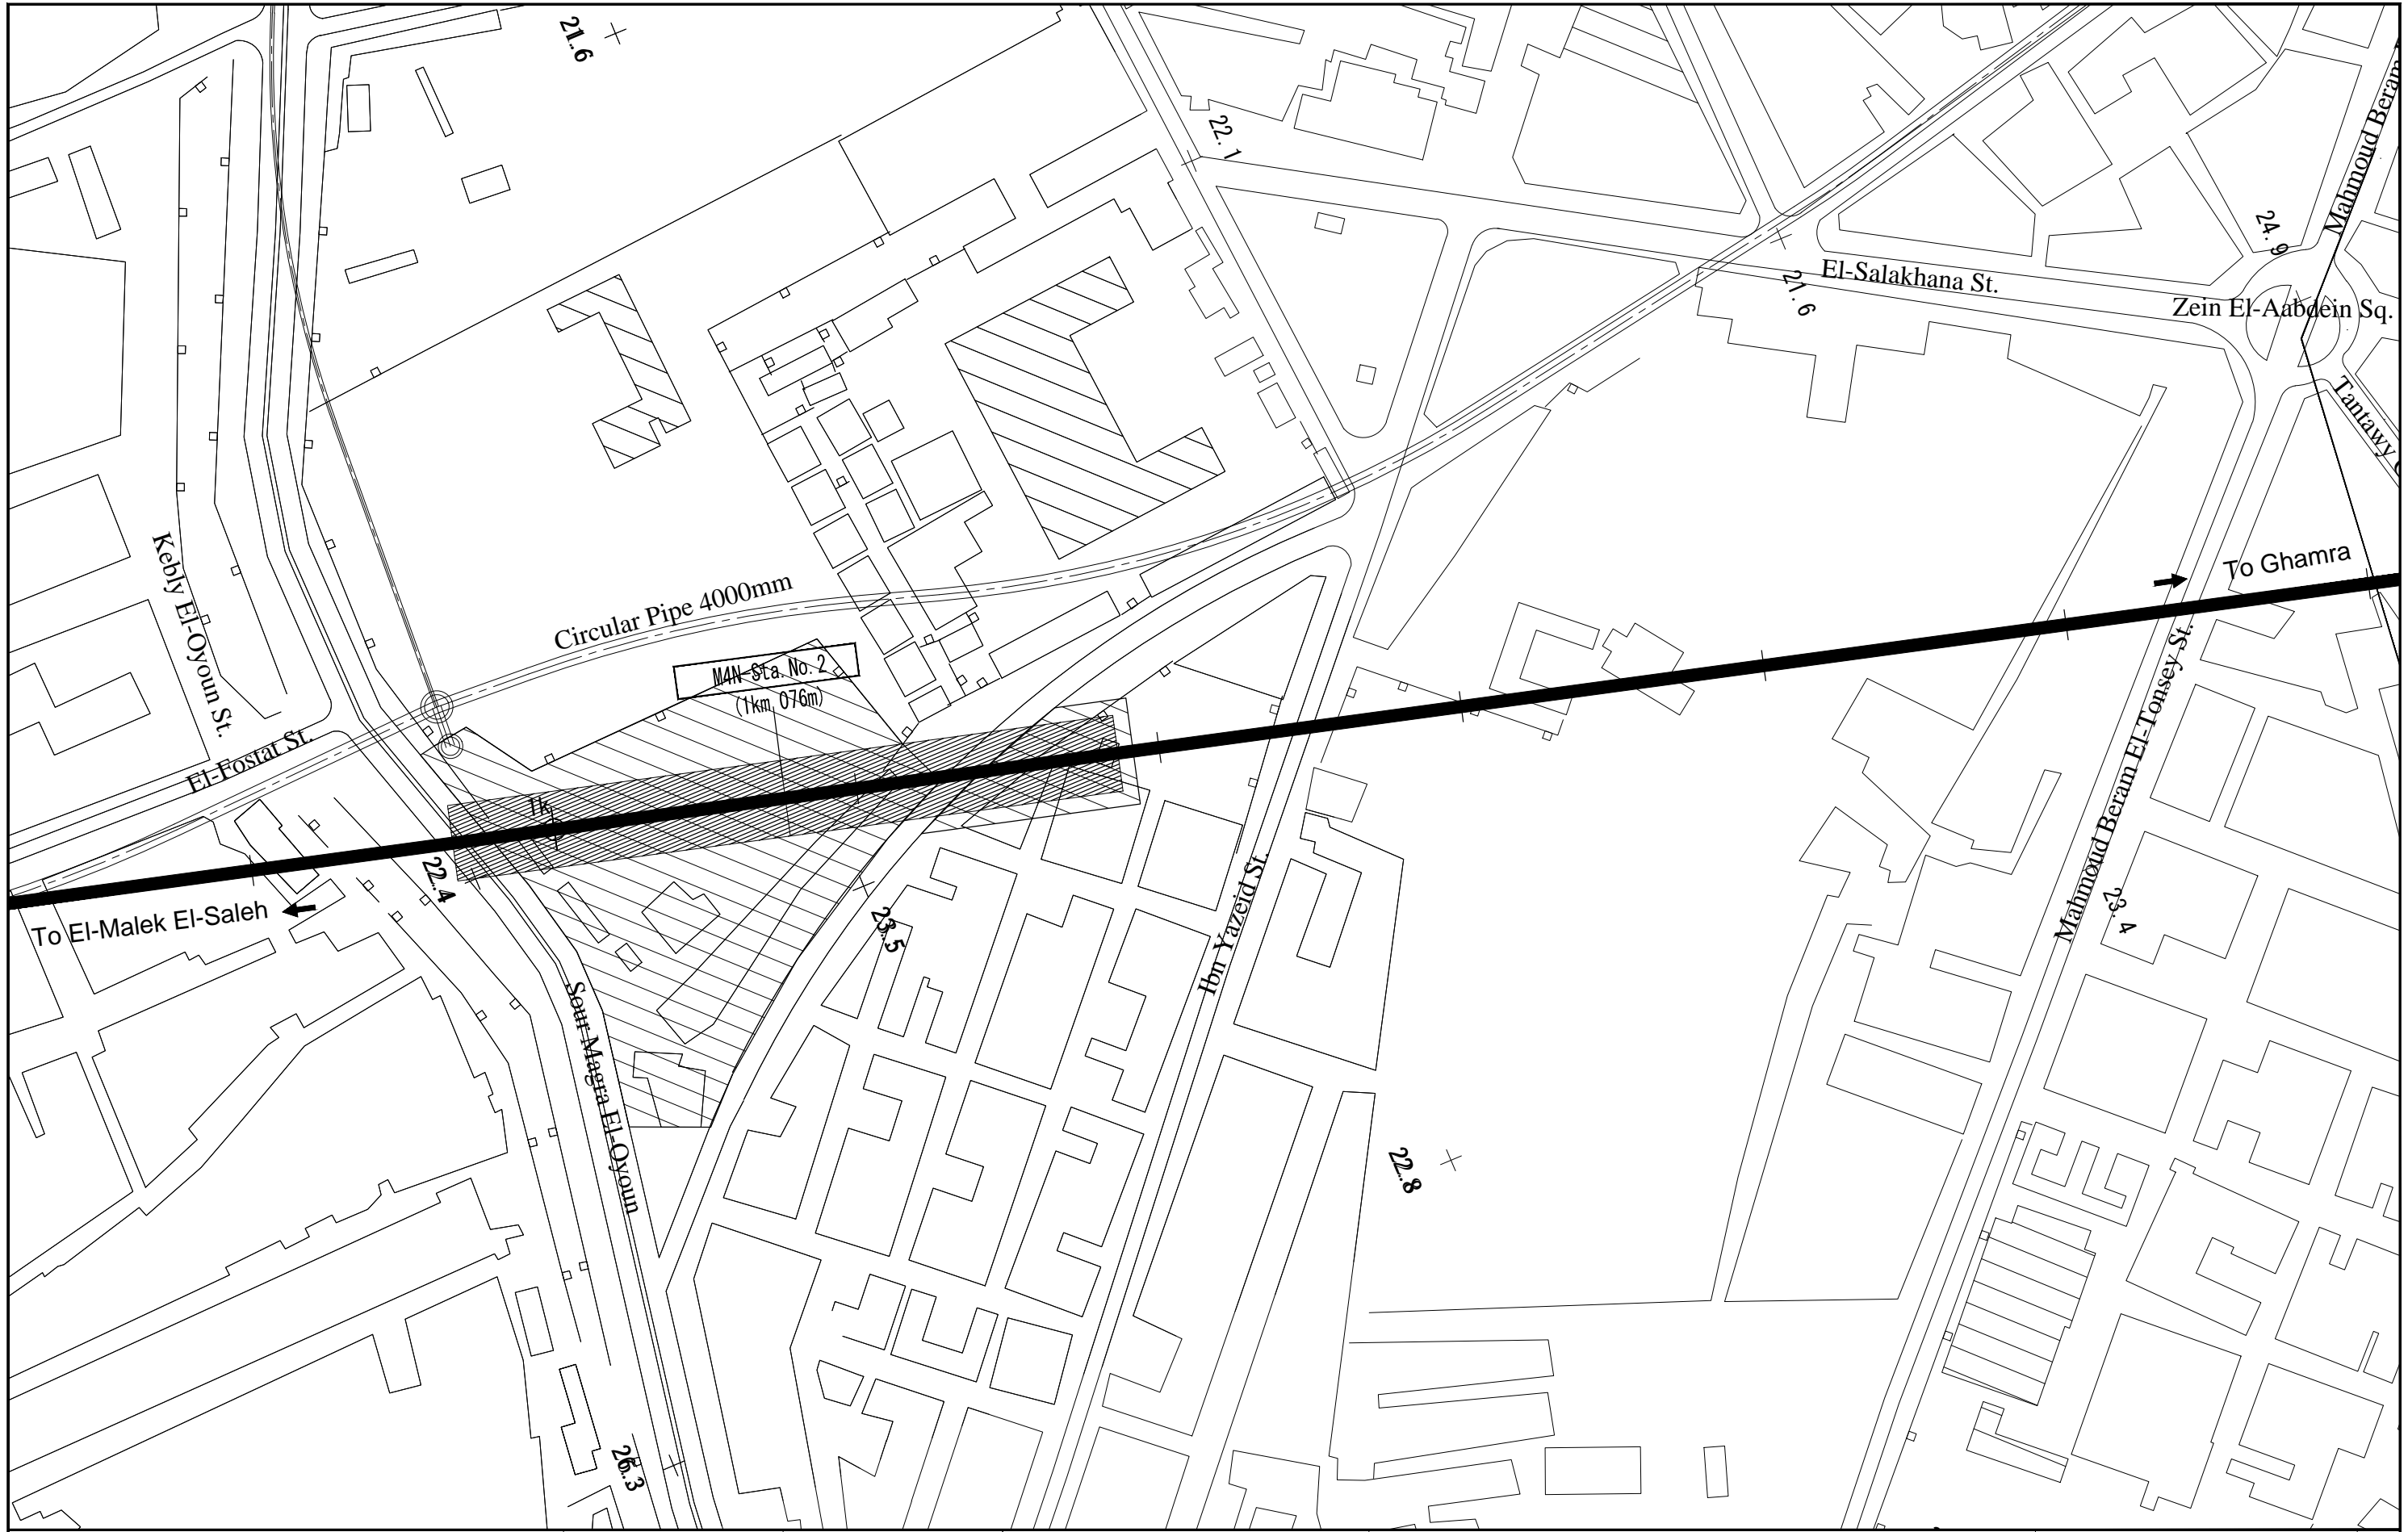 21.6
22.1
Mahmoud Beram
24.9
El-Salakhana St.
21.6
Zein El-Aabdein Sq.
Tantawy
Kebly El-Oyoun St.
To Ghamra
Circular Pipe 4000mm
M4N-Sta. No. 2
(1km 076m)
El-Fostat St.
1k
22.4
To El-Malek El-Saleh
23.5
Ibn Yazeid St.
Mahmoud Beram El-Tonsey St.
23.4
Sour Magra El-Oyoun
22.8
26.3